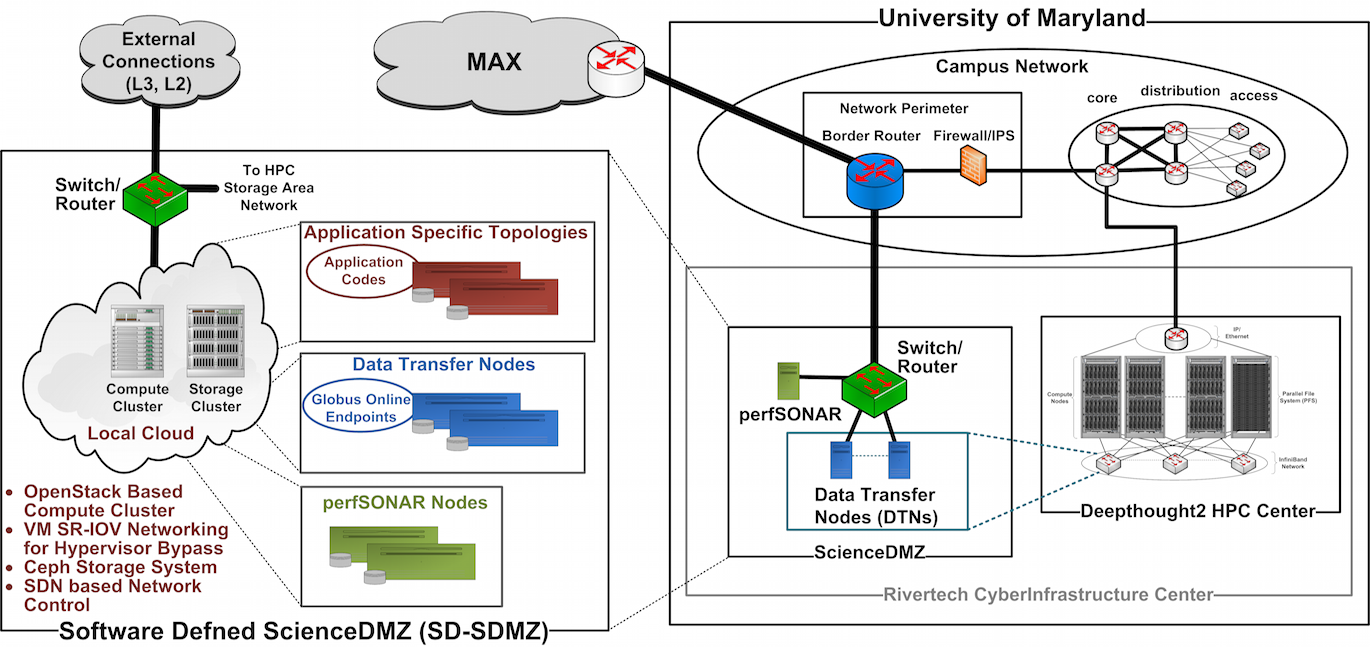 External
Connections
(L3, L2)
MAX
University of Maryland
Campus Network
Network Perimeter
Border Router
Firewall/IPS
core
distribution
access
Switch/
Router
To HPC
Storage Area
Network
Application Specific Topologies
Application
Codes
Data Transfer Nodes
Globus Online
Endpoints
perfSONAR Nodes
Compute
Cluster
Storage
Cluster
Local Cloud
• OpenStack Based
Compute Cluster
• VM SR-IOV Networking
for Hypervisor Bypass
• Ceph Storage System
• SDN based Network
Control
Software Defned ScienceDMZ (SD-SDMZ)
Switch/
Router
perfSONAR
Data Transfer
Nodes (DTNs)
ScienceDMZ
IP/
Ethernet
Compute
Nodes
Parallel File
System (PFS)
InfiniBand
Network
Deepthought2 HPC Center
Rivertech CyberInfrastructure Center